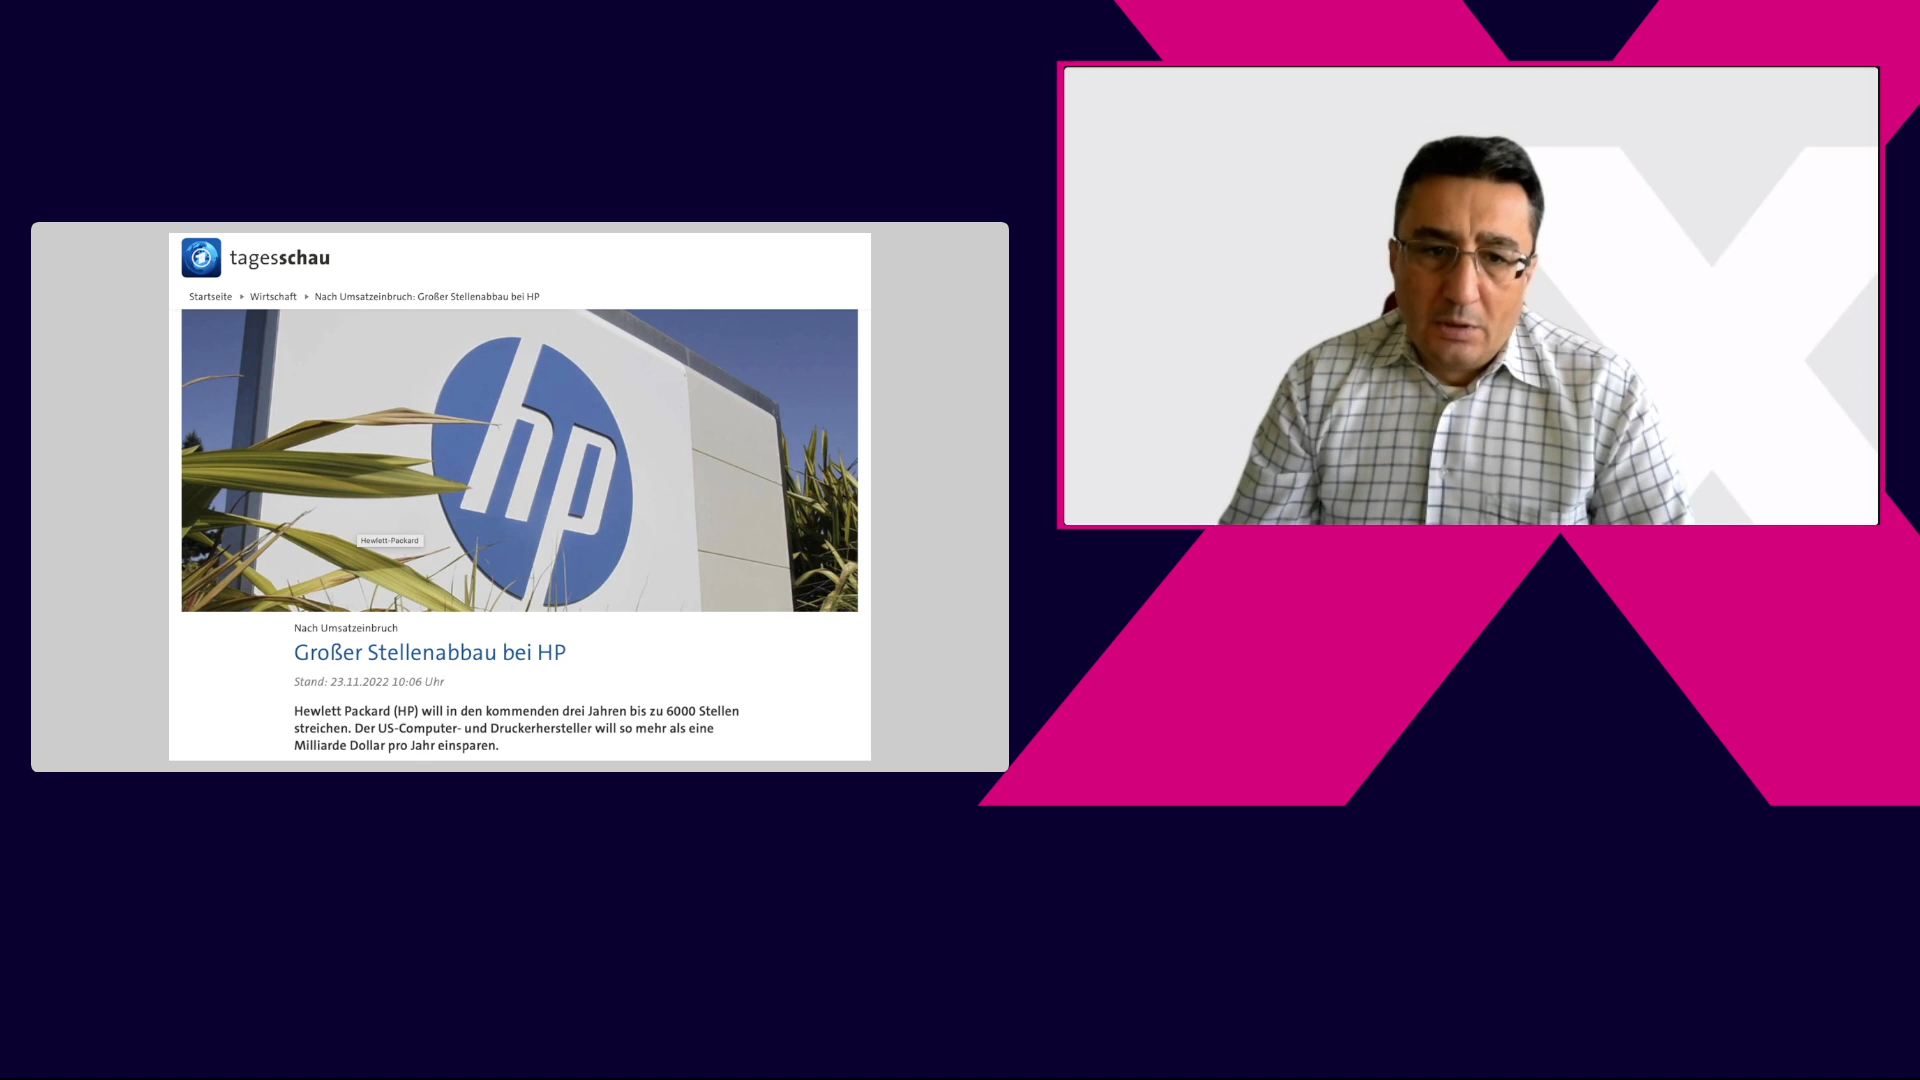 tagesschau
Startseite ▸ Wirtschaft ▸ Nach Umsatzeinbruch: Großer Stellenabbau bei HP
hp
Hewlett-Packard
Nach Umsatzeinbruch
Großer Stellenabbau bei HP
Stand: 23.11.2022 10:06 Uhr
Hewlett Packard (HP) will in den kommenden drei Jahren bis zu 6000 Stellen
streichen. Der US-Computer- und Druckerhersteller will so mehr als eine
Milliarde Dollar pro Jahr einsparen.